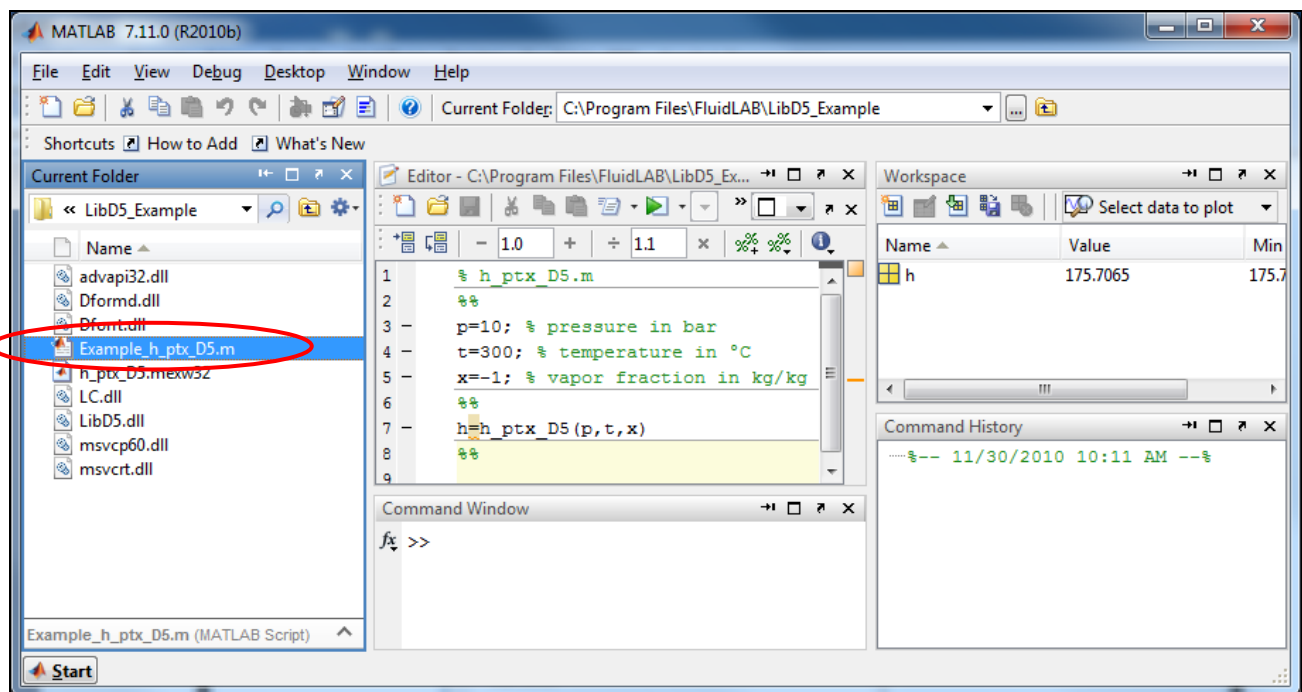 MATLAB 7.11.0 (R2010b)
File Edit View Debug Desktop Window Help
Current Folder: C:\Program Files\FluidLAB\LibD5_Example
Shortcuts How to Add What's New
Current Folder
« LibD5_Example
Name
advapi32.dll
Dformd.dll
Dforrt.dll
Example_h_ptx_D5.m
h_ptx_D5.mexw32
LC.dll
LibD5.dll
msvcp60.dll
msvcrt.dll
Example_h_ptx_D5.m (MATLAB Script)
Editor - C:\Program Files\FluidLAB\LibD5_Ex...
- 1.0 + ÷ 1.1 ×
1 % h_ptx_D5.m
2 %%
3 - p=10; % pressure in bar
4 - t=300; % temperature in °C
5 - x=-1; % vapor fraction in kg/kg
6 %%
7 - h=h_ptx_D5(p,t,x)
8 %%
9
Command Window
fx >>
Workspace
Select data to plot
Name Value Min
h 175.7065 175.7
Command History
%-- 11/30/2010 10:11 AM --%
Start